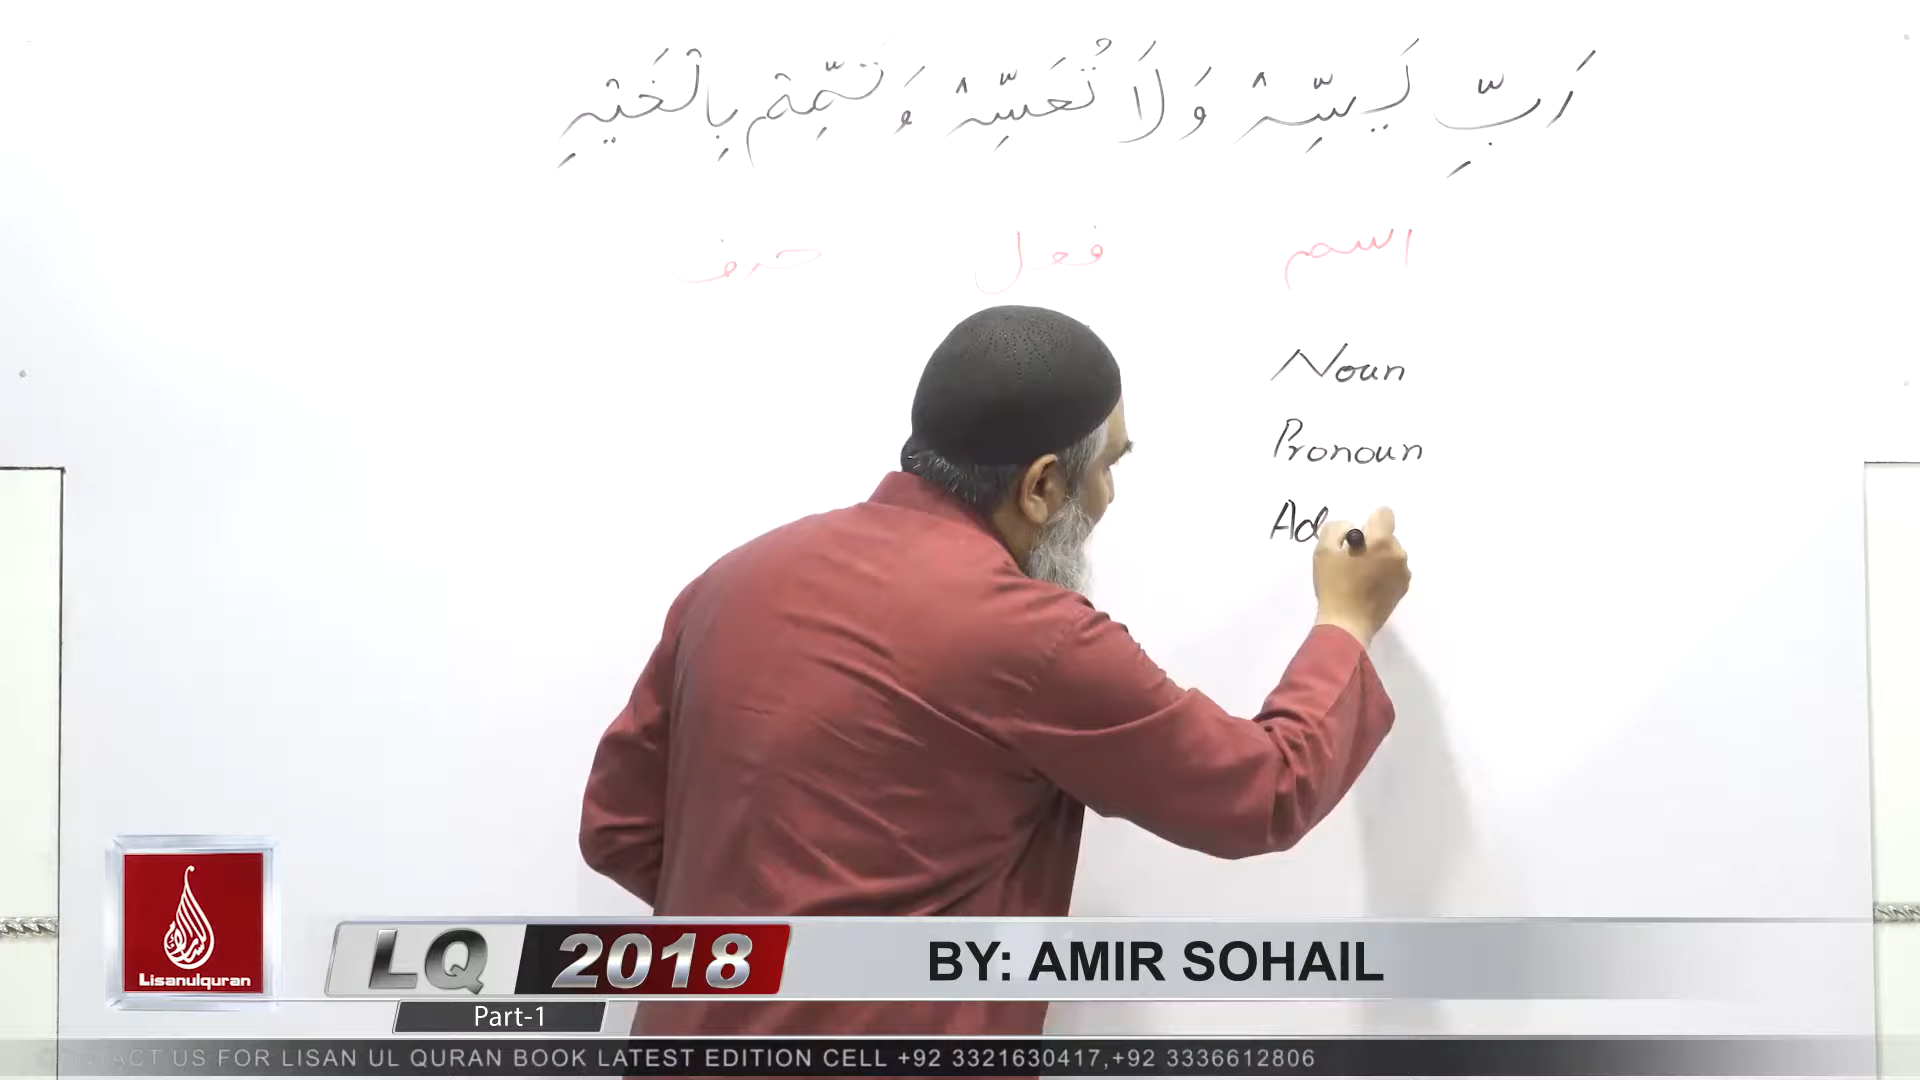 رَبِّ يَسِّرْ وَلَا تُعَسِّرْ وَتَمِّمْ بِالْخَيْرِ
اسم فعل حرف
Noun
Pronoun
Ad
Lisanulquran
LQ 2018
BY: AMIR SOHAIL
Part-1
CONTACT US FOR LISAN UL QURAN BOOK LATEST EDITION CELL +92 3321630417,+92 3336612806